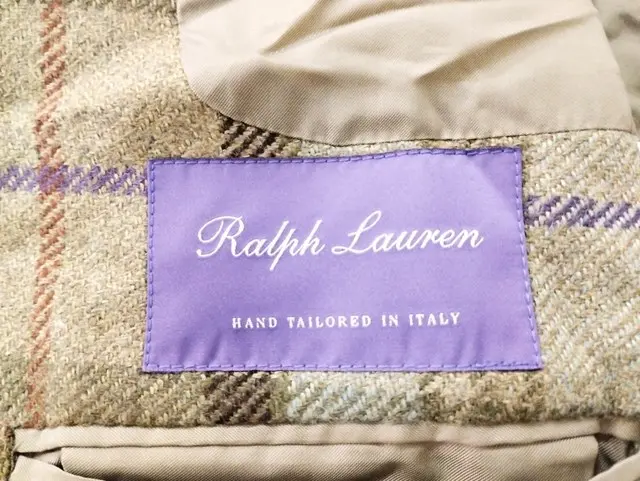 Ralph Lauren
HAND TAILORED IN ITALY